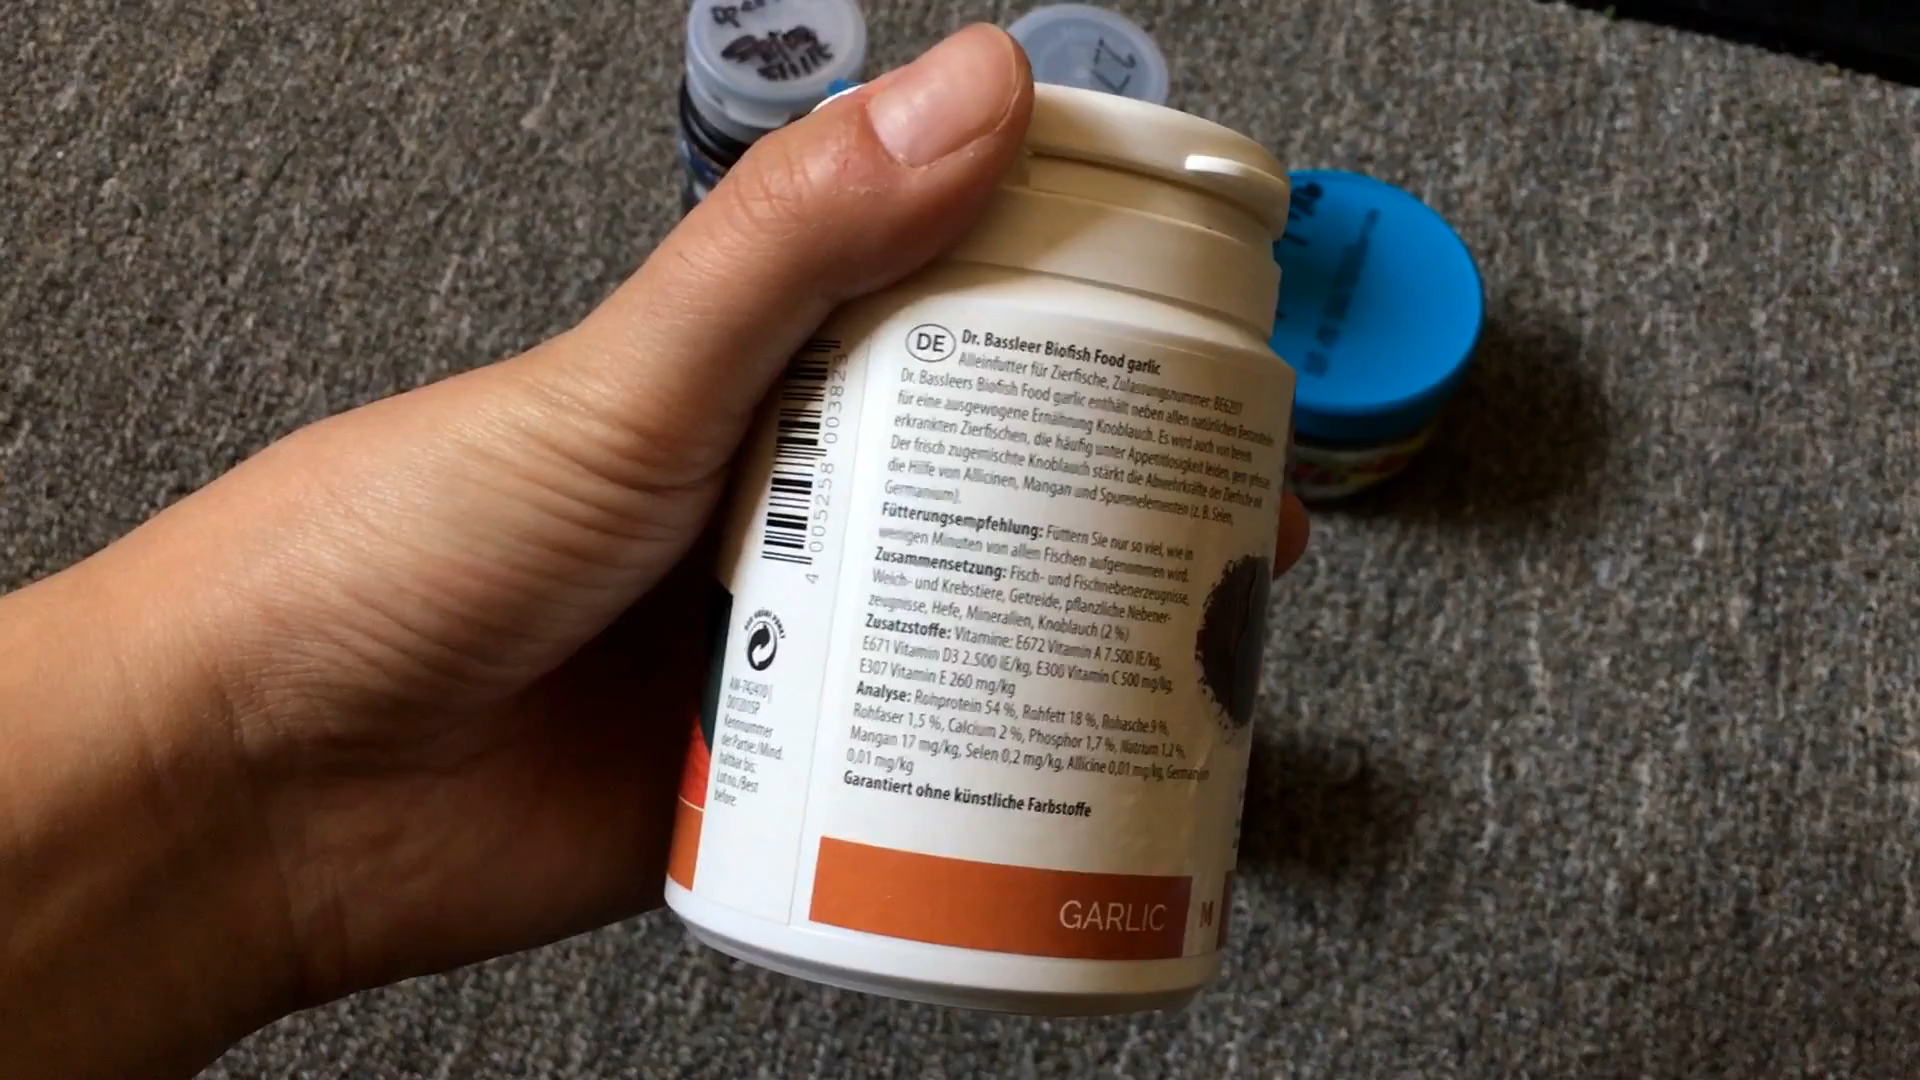 DE
Dr. Bassleer Biofish Food garlic
Alleinfutter für Zierfische, Zulassungsnummer: BE6207
Dr. Bassleers Biofish Food garlic enthält neben allen natürlichen Bestandteilen
für eine ausgewogene Ernährung Knoblauch. Es wird auch von bereits
erkrankten Zierfischen, die häufig unter Appetitlosigkeit leiden, gern gefressen.
Der frisch zugemischte Knoblauch stärkt die Abwehrkräfte der Zierfische mit
die Hilfe von Allicinen, Mangan und Spurenelementen (z. B. Selen,
Germanium).
Fütterungsempfehlung: Füttern Sie nur so viel, wie in
wenigen Minuten von allen Fischen aufgenommen wird.
Zusammensetzung: Fisch- und Fischnebenerzeugnisse,
Weich- und Krebstiere, Getreide, pflanzliche Nebener-
zeugnisse, Hefe, Mineralien, Knoblauch (2 %)
Zusatzstoffe: Vitamine: E672 Vitamin A 7.500 IE/kg,
E671 Vitamin D3 2.500 IE/kg, E300 Vitamin C 500 mg/kg,
E307 Vitamin E 260 mg/kg
Analyse: Rohprotein 54 %, Rohfett 18 %, Rohasche 9 %,
Rohfaser 1,5 %, Calcium 2 %, Phosphor 1,7 %, Natrium 1,2 %,
Mangan 17 mg/kg, Selen 0,2 mg/kg, Allicine 0,01 mg/kg, Germanium
0,01 mg/kg
Garantiert ohne künstliche Farbstoffe
GARLIC M
4 005258 003823
DER GRÜNE PUNKT
Kennnummer
der Partie:/Mind.
haltbar bis:
Lot no./Best
before: